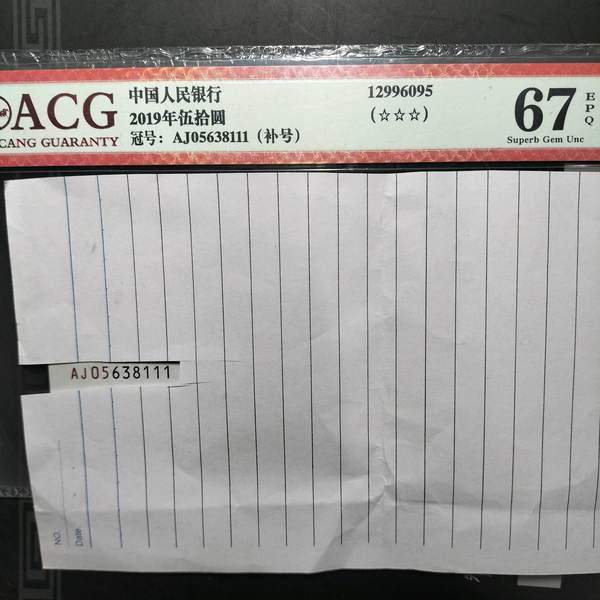 ACG
CANG GUARANTY
中国人民银行
2019年伍拾圆
冠号：AJ05638111（补号）
12996095
(☆☆☆)
67
EPQ
Superb Gem Unc
AJ05638111
NO.
Date